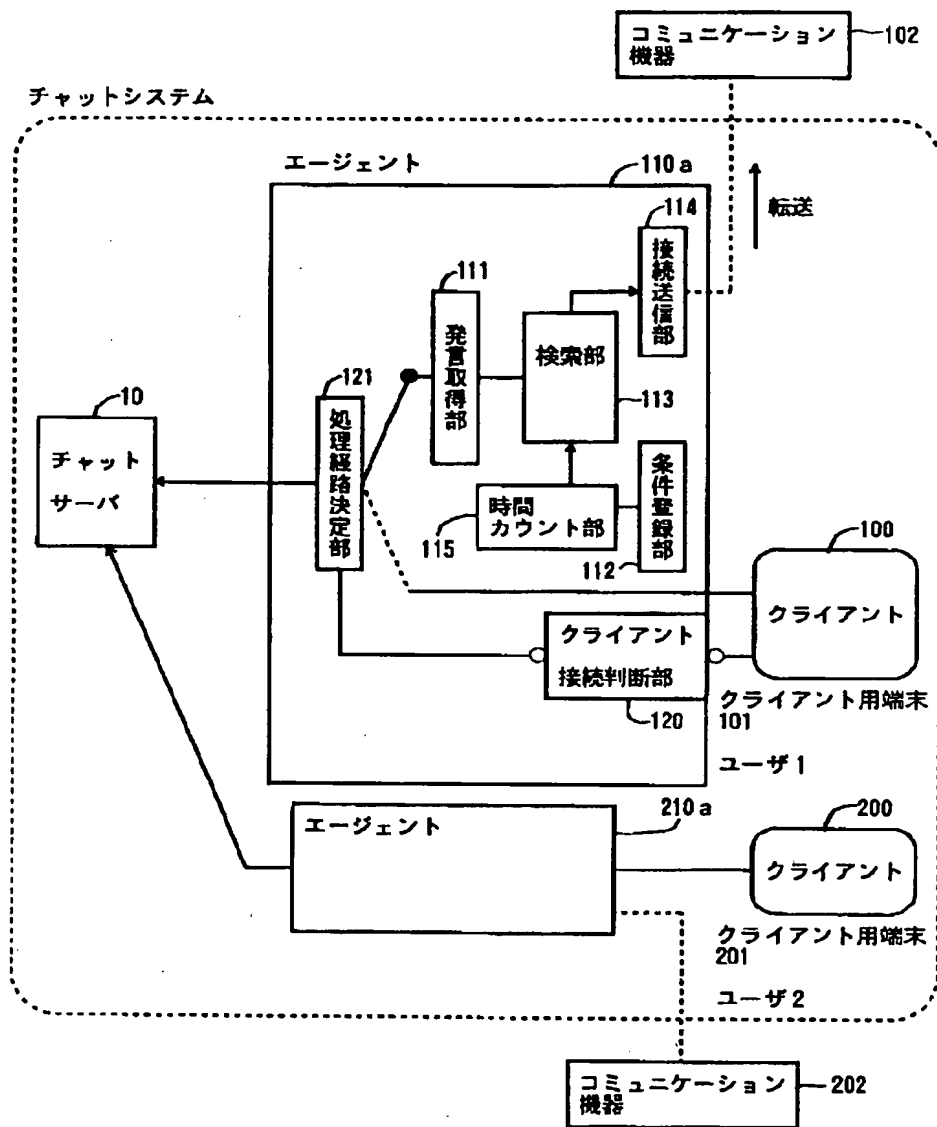 コミュニケーション
機器
102
チャットシステム
エージェント
110a
転送
114
接続送信部
111
発言取得部
検索部
113
121
処理経路決定部
10
チャット
サーバ
時間
カウント部
115
条件登録部
112
100
クライアント
クライアント
接続判断部
120
クライアント用端末
101
ユーザ1
エージェント
210a
200
クライアント
クライアント用端末
201
ユーザ2
コミュニケーション
機器
202